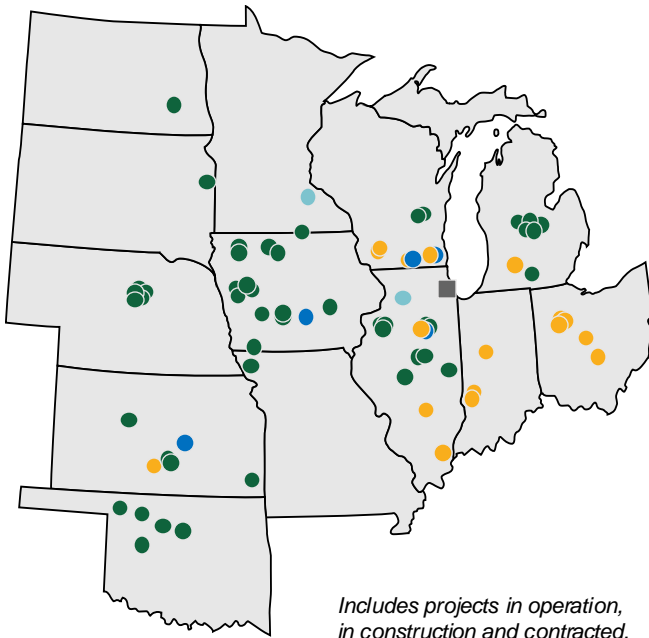 Includes projects in operation,
in construction and contracted.